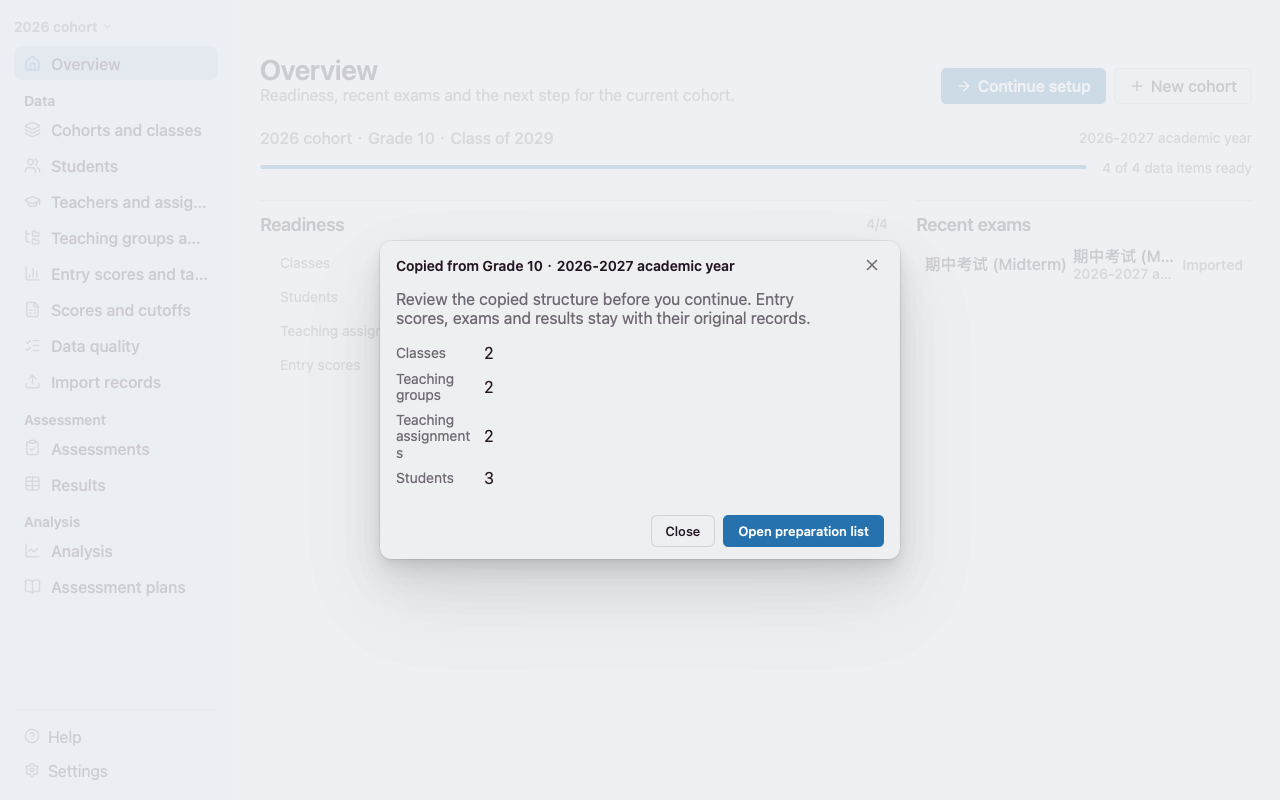 2026 cohort
Overview
Data
Cohorts and classes
Students
Teachers and assig...
Teaching groups a...
Entry scores and ta...
Scores and cutoffs
Data quality
Import records
Assessment
Assessments
Results
Analysis
Analysis
Assessment plans
Help
Settings
Overview
Readiness, recent exams and the next step for the current cohort.
Continue setup
New cohort
2026 cohort · Grade 10 · Class of 2029
2026-2027 academic year
4 of 4 data items ready
Readiness
4/4
Classes
Students
Teaching assign
Entry scores
Recent exams
期中考试 (Midterm)
期中考试 (M...
2026-2027 a...
Imported
Copied from Grade 10 · 2026-2027 academic year
Review the copied structure before you continue. Entry
scores, exams and results stay with their original records.
Classes 2
Teaching
groups 2
Teaching
assignment
s 2
Students 3
Close
Open preparation list